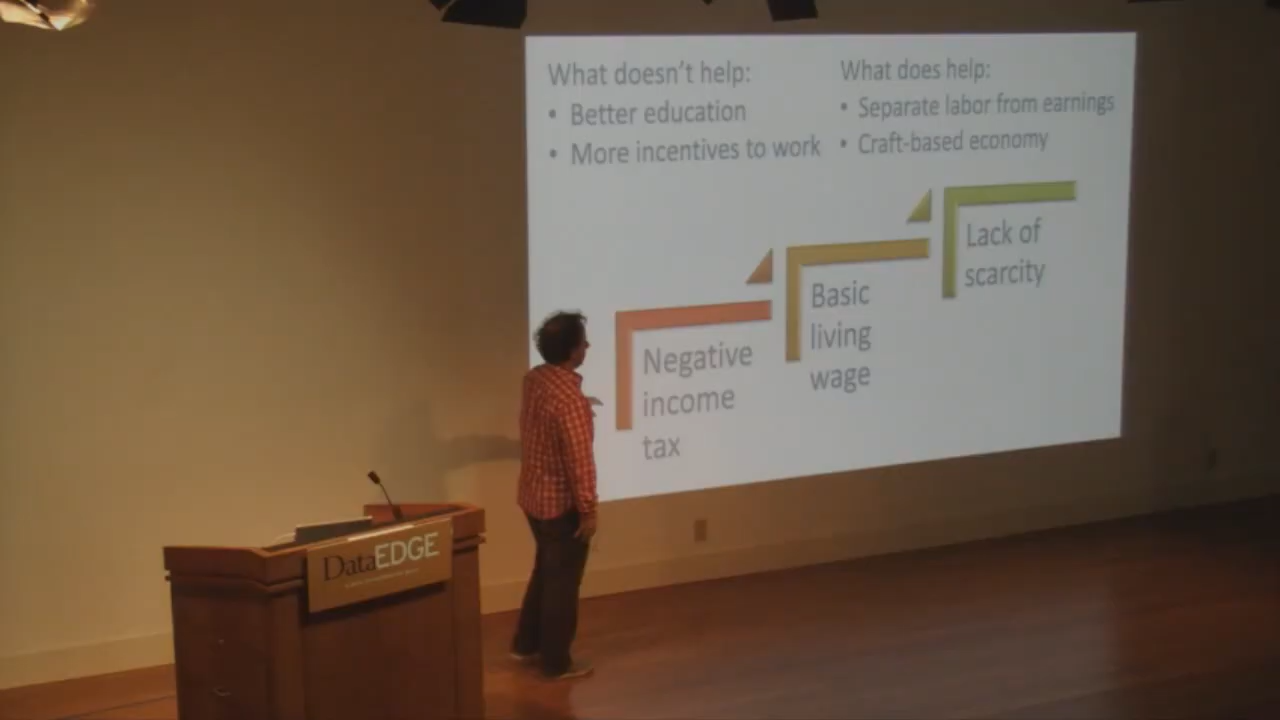 What doesn't help:
• Better education
• More incentives to work
What does help:
• Separate labor from earnings
• Craft-based economy
Negative
income
tax
Basic
living
wage
Lack of
scarcity
DataEDGE